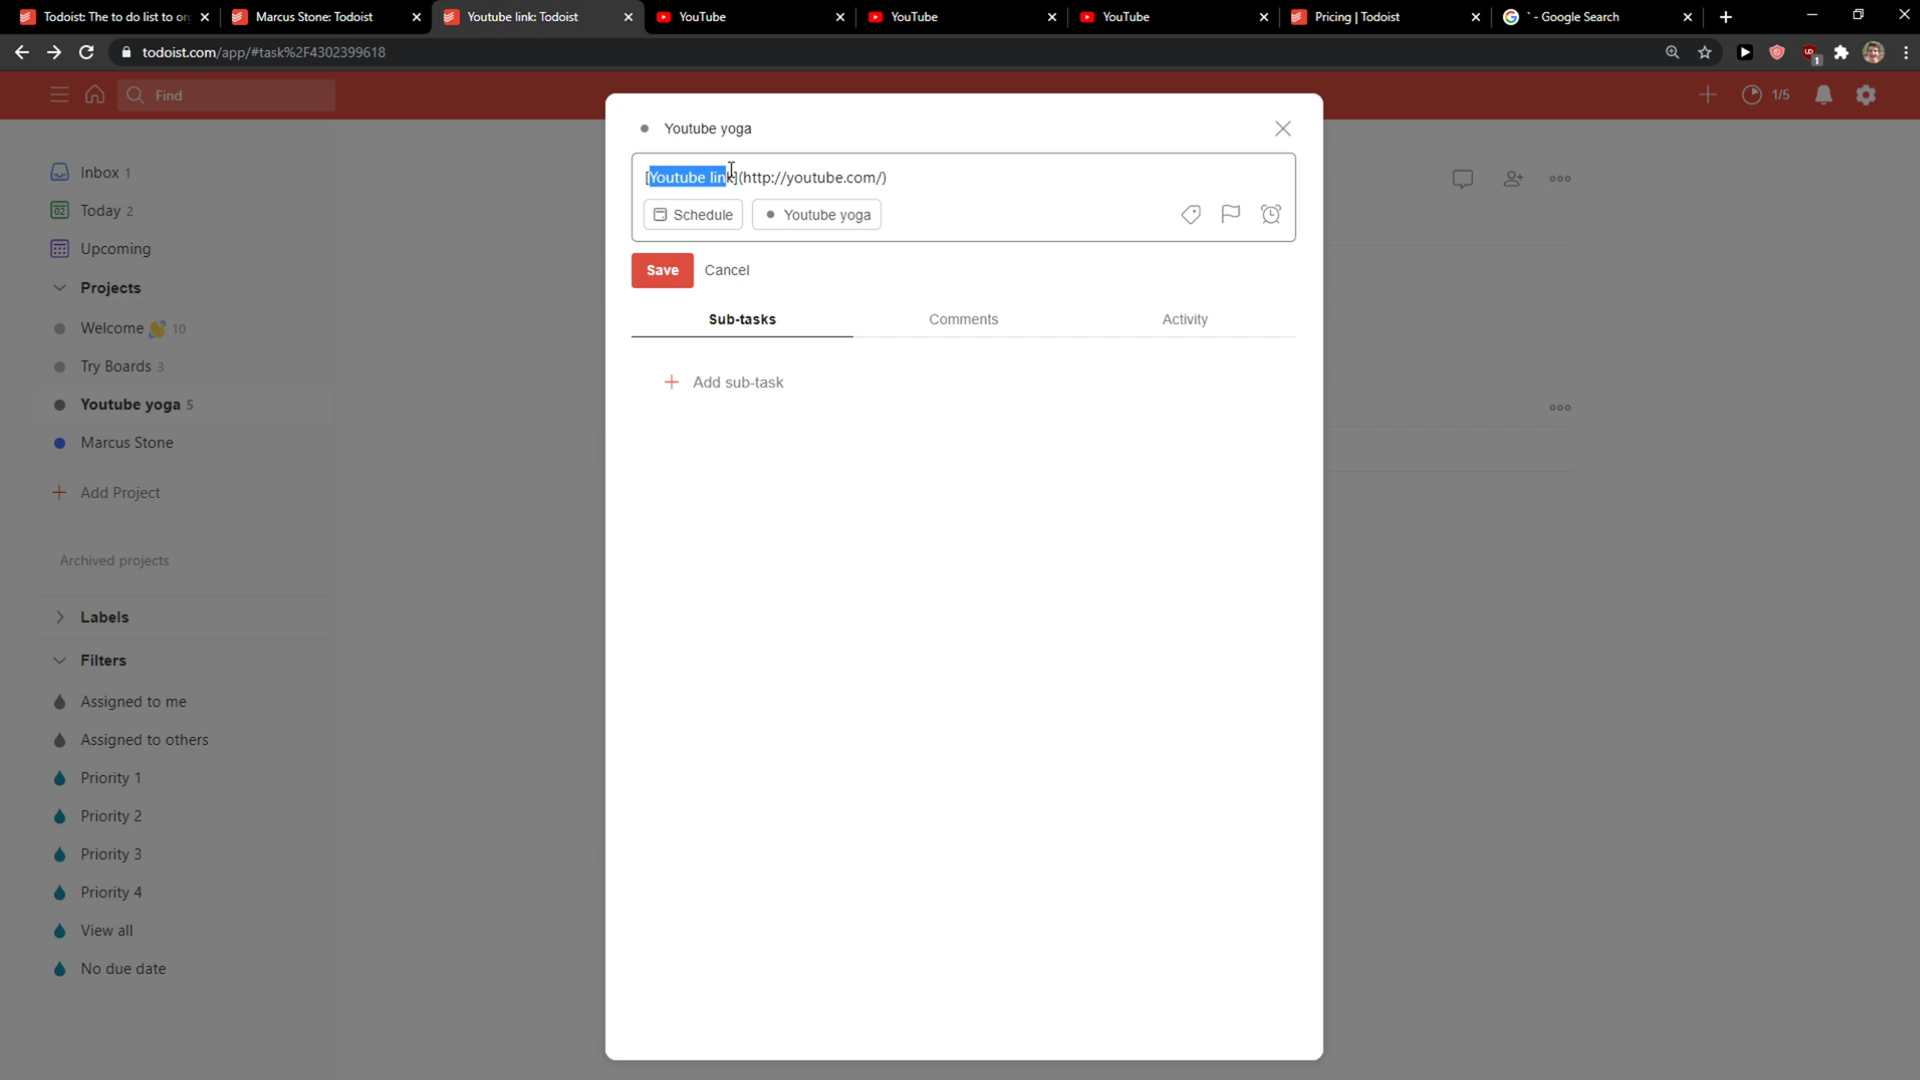 Todoist: The to do list to or
Marcus Stone: Todoist
Youtube link: Todoist
YouTube
YouTube
YouTube
Pricing | Todoist
` - Google Search
todoist.com/app/#task%2F4302399618
UD
1
Find
1/5
Youtube yoga
[Youtube link](http://youtube.com/)
Schedule
Youtube yoga
Save
Cancel
Sub-tasks
Comments
Activity
Add sub-task
Inbox 1
02
Today 2
Upcoming
Projects
Welcome 👋 10
Try Boards 3
Youtube yoga 5
Marcus Stone
Add Project
Archived projects
Labels
Filters
Assigned to me
Assigned to others
Priority 1
Priority 2
Priority 3
Priority 4
View all
No due date